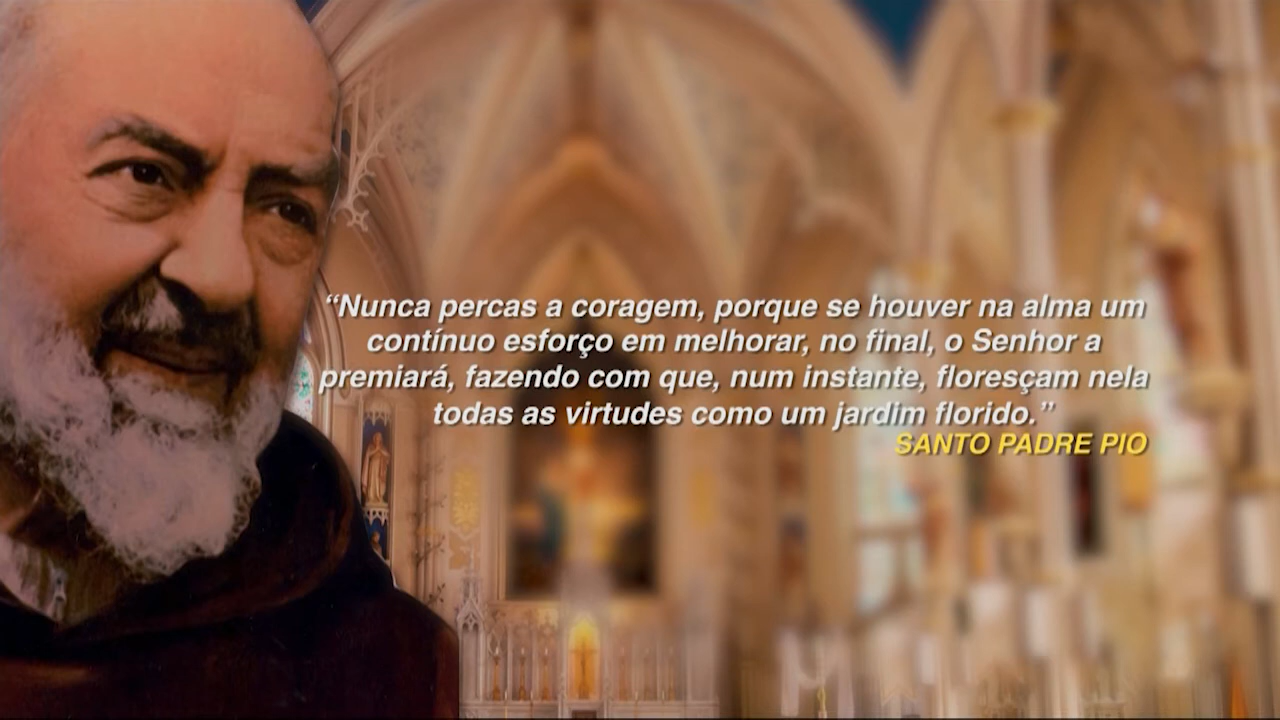 “Nunca percas a coragem, porque se houver na alma um
contínuo esforço em melhorar, no final, o Senhor a
premiará, fazendo com que, num instante, floresçam nela
todas as virtudes como um jardim florido.”
SANTO PADRE PIO